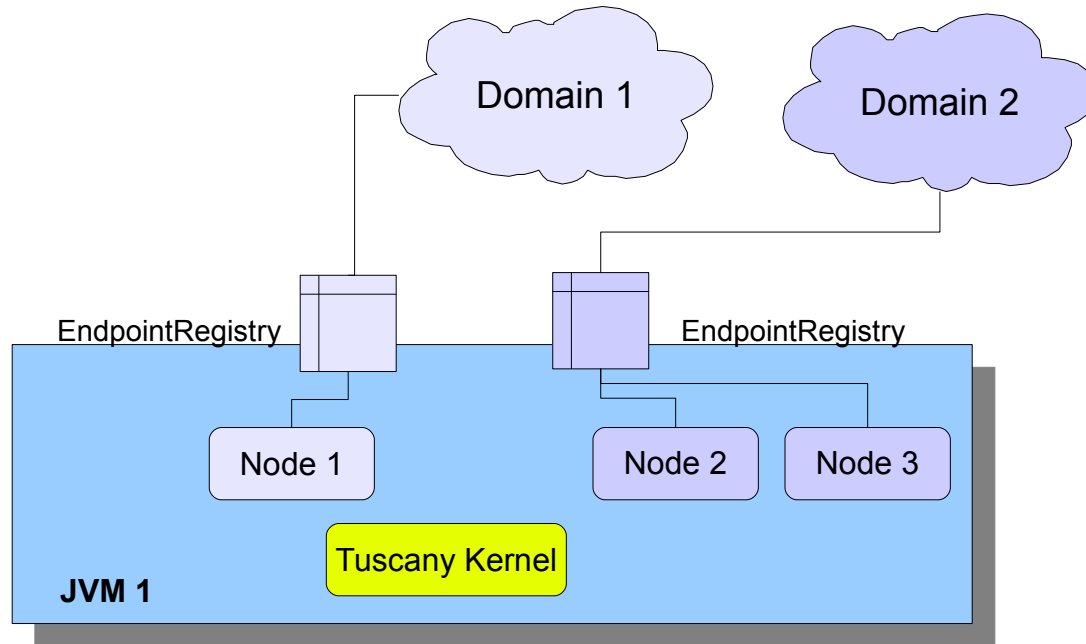 Domain 1
Domain 2
EndpointRegistry
EndpointRegistry
Node 1
Node 2
Node 3
Tuscany Kernel
JVM 1